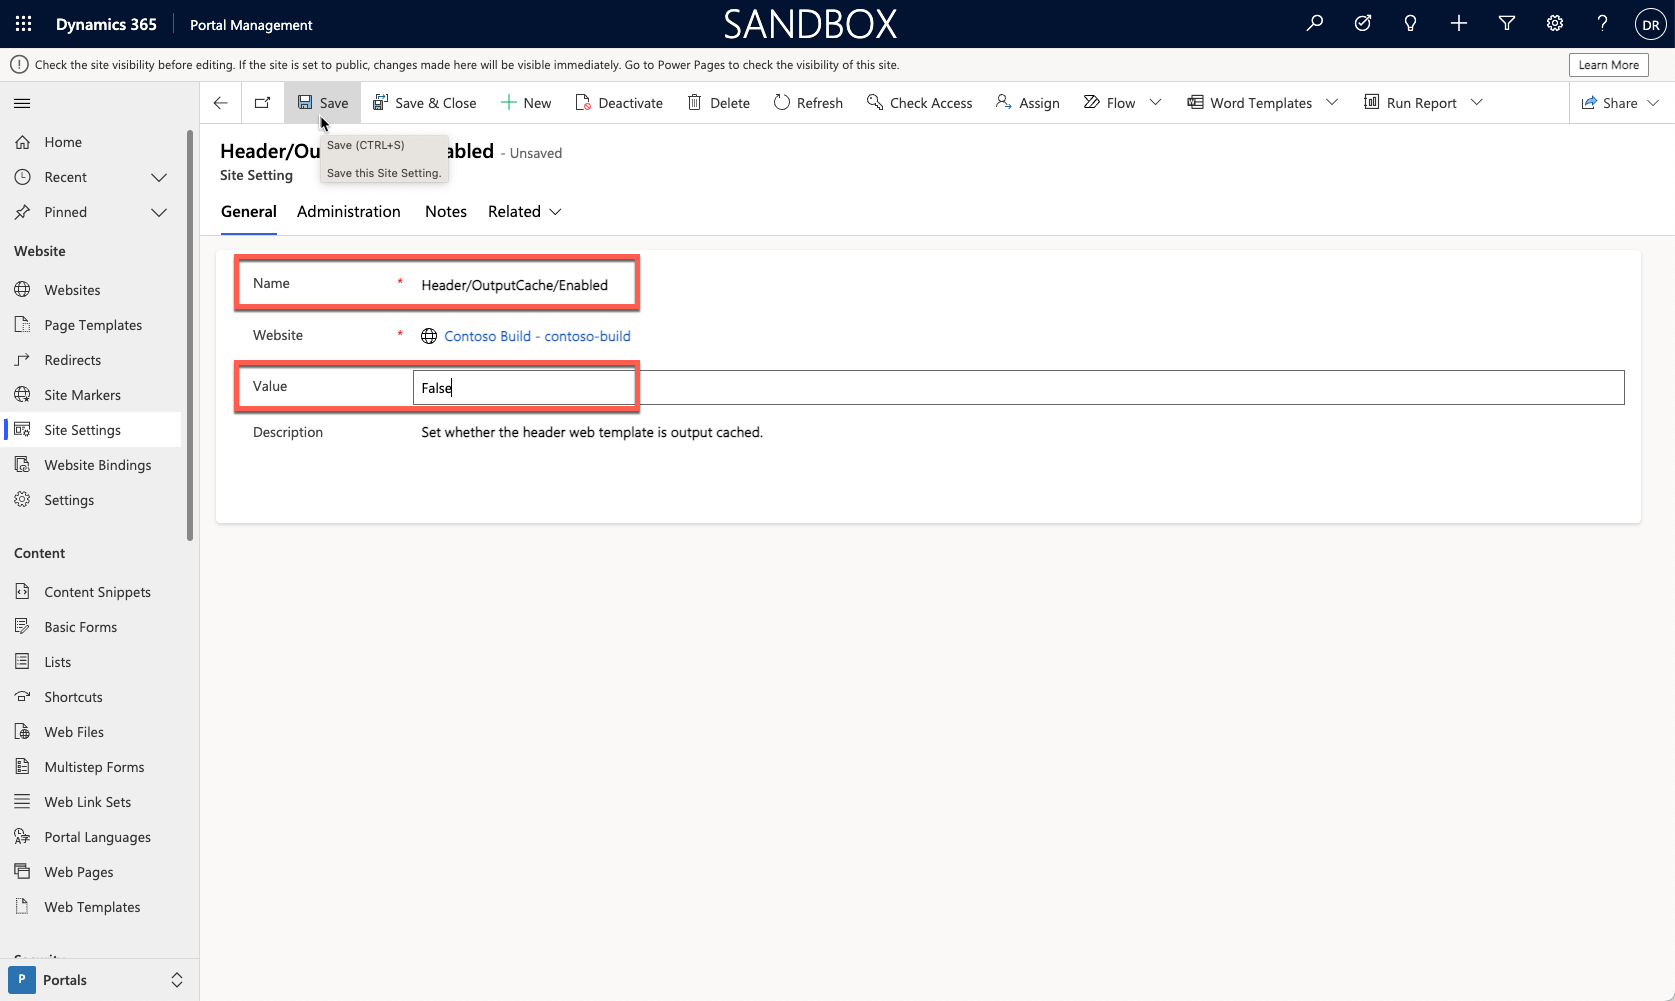 Dynamics 365
Portal Management
SANDBOX
DR
Check the site visibility before editing. If the site is set to public, changes made here will be visible immediately. Go to Power Pages to check the visibility of this site.
Learn More
Save
Save & Close
New
Deactivate
Delete
Refresh
Check Access
Assign
Flow
Word Templates
Run Report
Share
Home
Recent
Pinned
Website
Websites
Page Templates
Redirects
Site Markers
Site Settings
Website Bindings
Settings
Content
Content Snippets
Basic Forms
Lists
Shortcuts
Web Files
Multistep Forms
Web Link Sets
Portal Languages
Web Pages
Web Templates
P Portals
Header/Ou abled - Unsaved
Save (CTRL+S)
Save this Site Setting.
Site Setting
General Administration Notes Related
Name * Header/OutputCache/Enabled
Website * Contoso Build - contoso-build
Value False
Description Set whether the header web template is output cached.